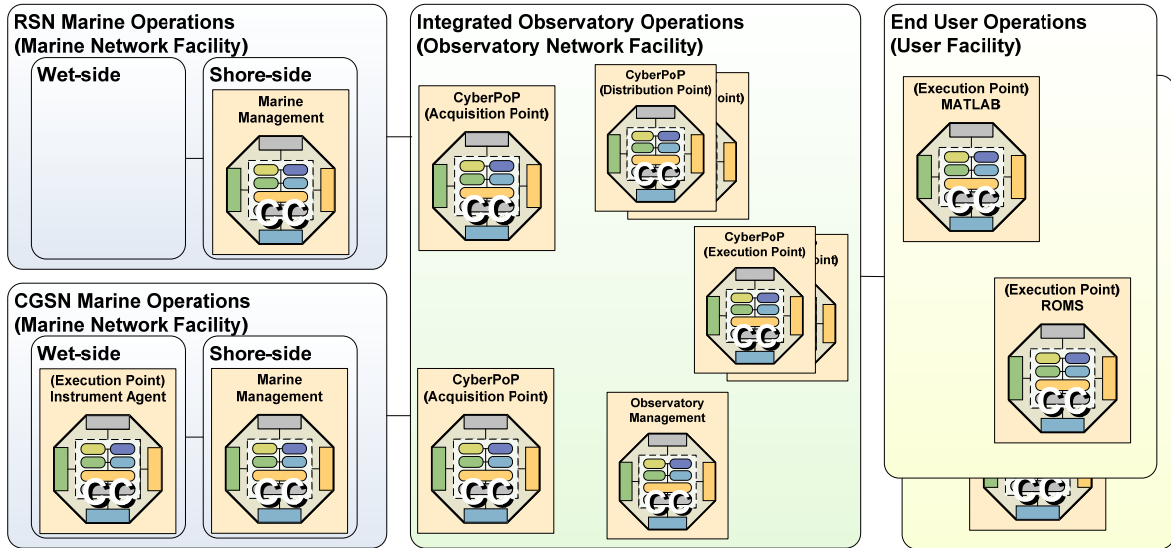 RSN Marine Operations
(Marine Network Facility)
Wet-side
Shore-side
Marine
Management
CC
CGSN Marine Operations
(Marine Network Facility)
Wet-side
(Execution Point)
Instrument Agent
CC
Shore-side
Marine
Management
CC
Integrated Observatory Operations
(Observatory Network Facility)
CyberPoP
(Acquisition Point)
CC
CyberPoP
(Distribution Point)
CC
oint)
CyberPoP
(Execution Point)
CC
oint)
CyberPoP
(Acquisition Point)
CC
Observatory
Management
CC
End User Operations
(User Facility)
(Execution Point)
MATLAB
CC
(Execution Point)
ROMS
CC
CC